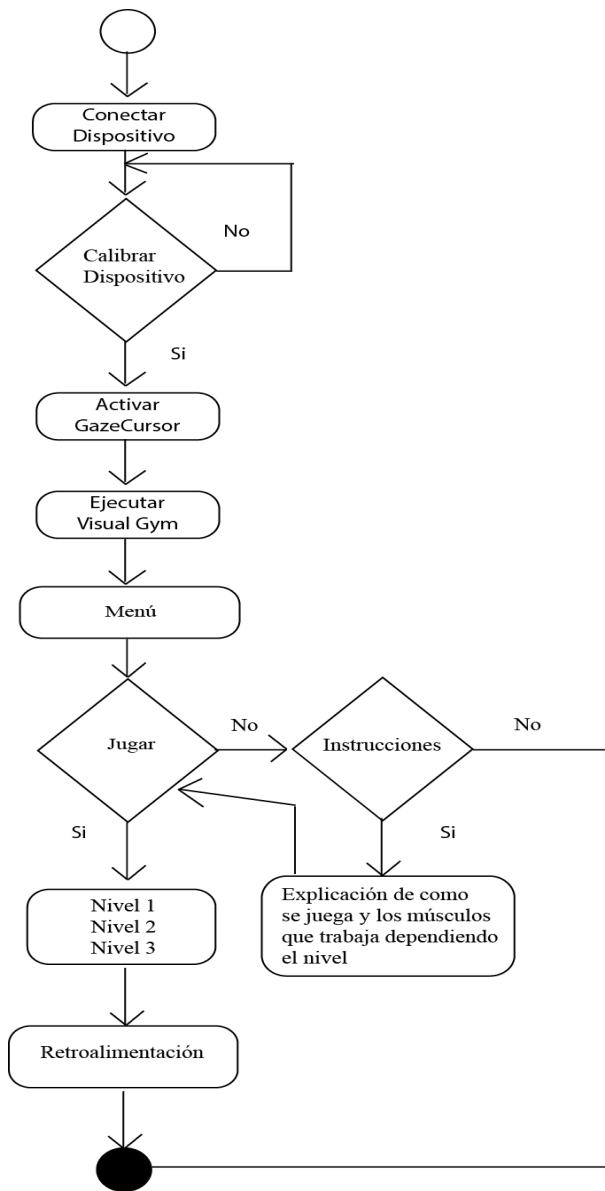 Conectar
Dispositivo
No
Calibrar
Dispositivo
Si
Activar
GazeCursor
Ejecutar
Visual Gym
Menú
Jugar
No
Instrucciones
No
Si
Si
Nivel 1
Nivel 2
Nivel 3
Explicación de como
se juega y los músculos
que trabaja dependiendo
el nivel
Retroalimentación